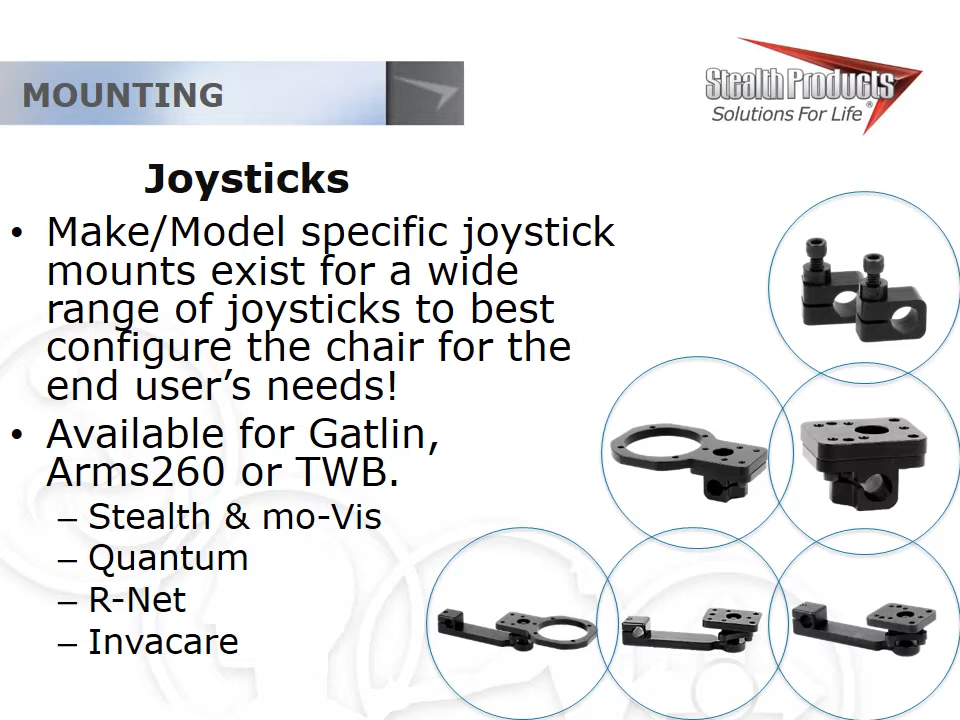 MOUNTING
Stealth Products
®
Solutions For Life
Joysticks
• Make/Model specific joystick
mounts exist for a wide
range of joysticks to best
configure the chair for the
end user’s needs!
• Available for Gatlin,
Arms260 or TWB.
– Stealth & mo-Vis
– Quantum
– R-Net
– Invacare